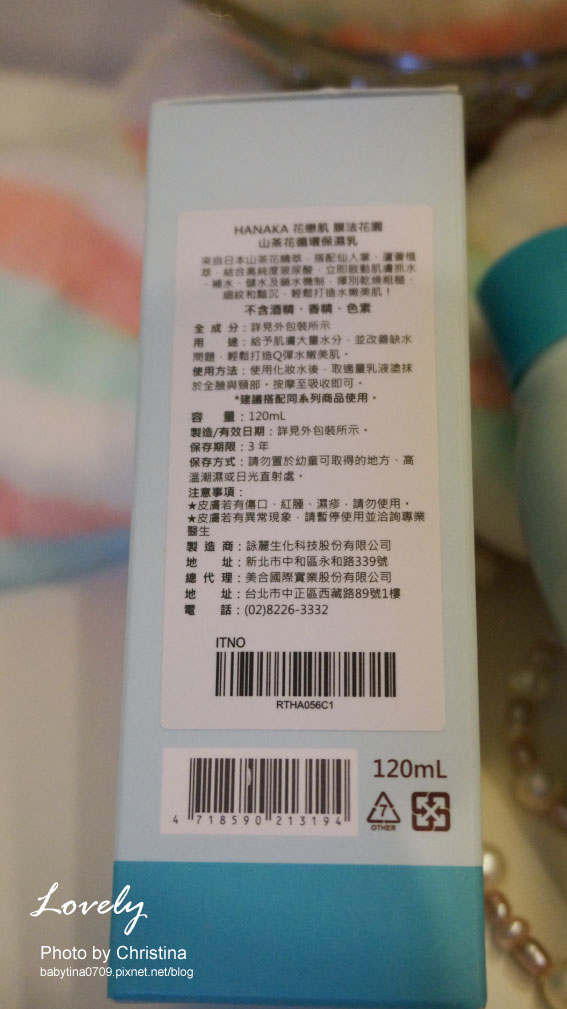 HANAKA 花戀肌 膜法花園
山茶花循環保濕乳
來自日本山茶花精萃，搭配仙人掌、蘆薈植
萃，結合高純度玻尿酸，立即啟動肌膚抓水
、補水、儲水及鎖水機制，揮別乾燥粗糙、
細紋和黯沉，輕鬆打造水嫩美肌！
不含酒精、香精、色素
全成分：詳見外包裝所示
用途：給予肌膚大量水分，並改善缺水
問題，輕鬆打造Q彈水嫩美肌。
使用方法：使用化妝水後，取適量乳液塗抹
於全臉與頸部。按摩至吸收即可。
*建議搭配同系列商品使用。
容量：120mL
製造/有效日期：詳見外包裝所示。
保存期限：3 年
保存方式：請勿置於幼童可取得的地方、高
溫潮濕或日光直射處。
注意事項：
★皮膚若有傷口、紅腫、濕疹，請勿使用。
★皮膚若有異常現象，請暫停使用並洽詢專業
醫生
製造商：詠麗生化科技股份有限公司
地址：新北市中和區永和路339號
總代理：美合國際實業股份有限公司
地址：台北市中正區西藏路89號1樓
電話：(02)8226-3332
ITNO
RTHA056C1
4 718590 213194
120mL
7
OTHER
Lovely
Photo by Christina
babytina0709.pixnet.net/blog